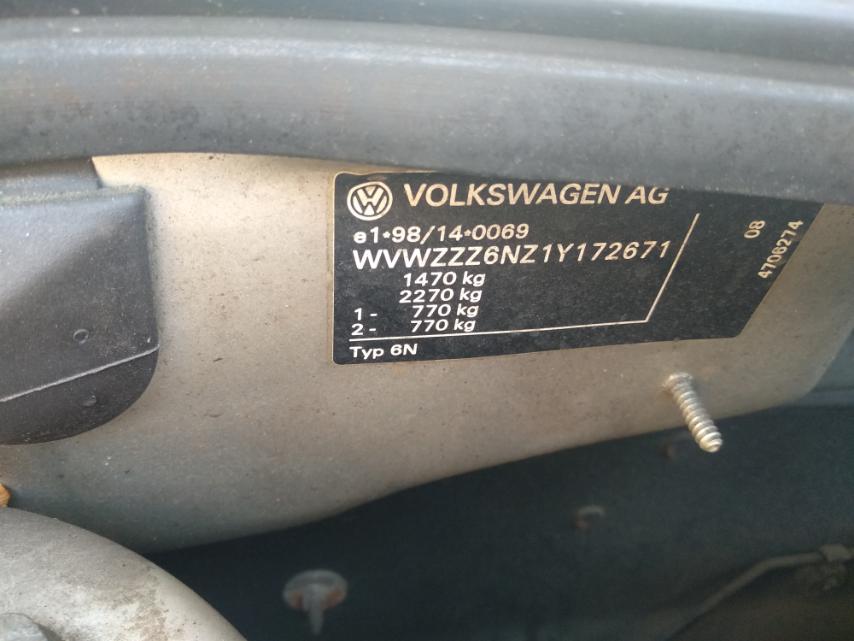 VOLKSWAGEN AG
e1*98/14*0069
WVWZZZ6NZ1Y172671
1470 kg
2270 kg
1- 770 kg
2- 770 kg
Typ 6N
08
4706274